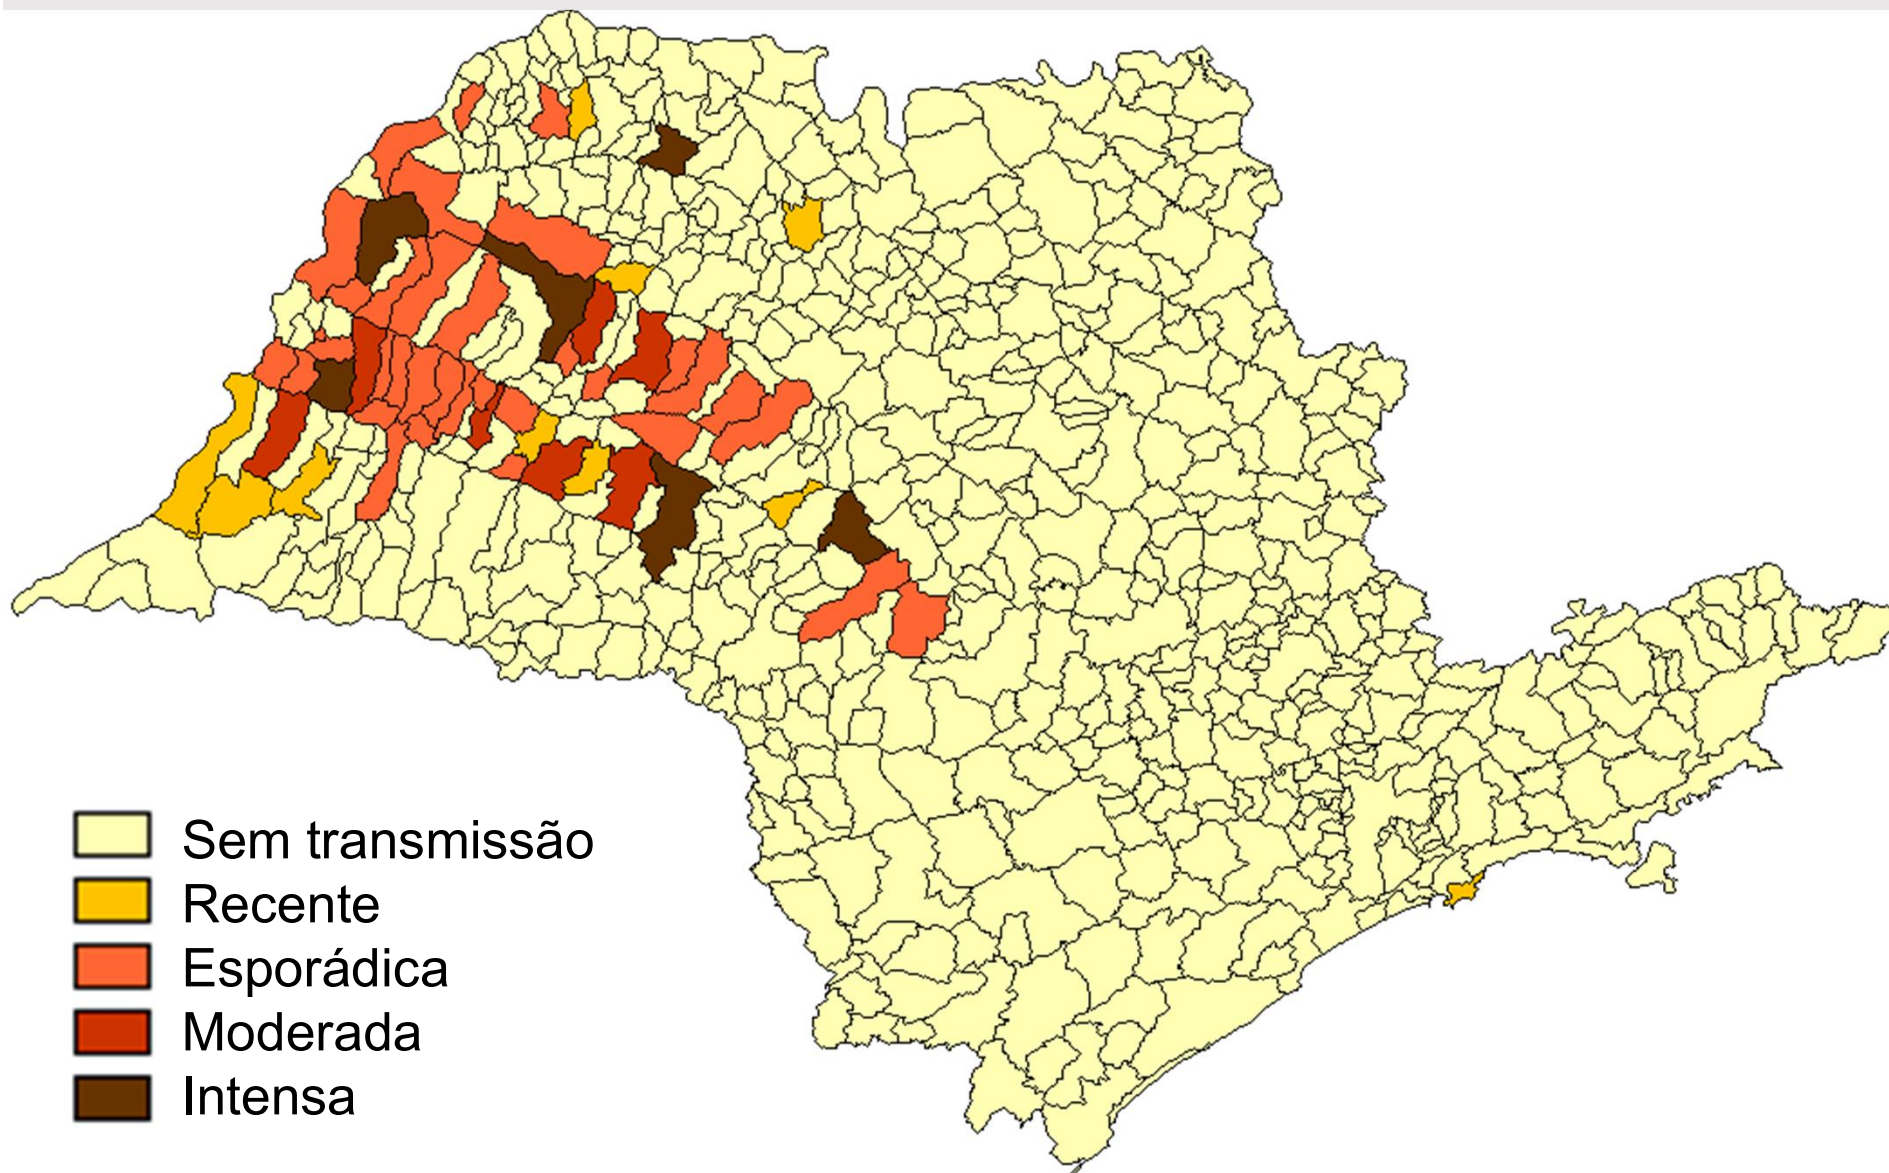 Sem transmissão
Recente
Esporádica
Moderada
Intensa